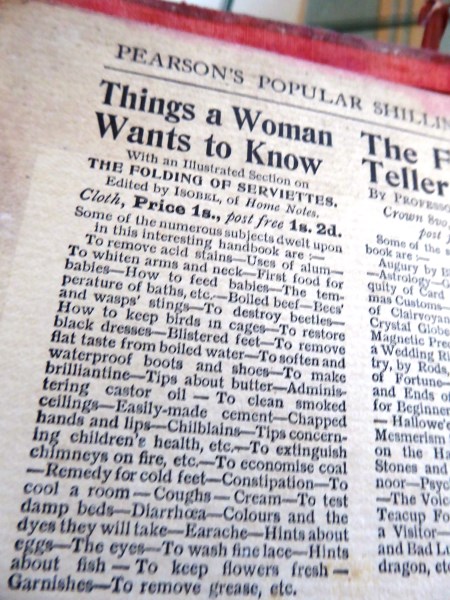 PEARSON'S POPULAR SHILLIN
Things a Woman
Wants to Know
With an Illustrated Section on
THE FOLDING OF SERVIETTES.
Edited by ISOBEL, of Home Notes.
Cloth, Price 1s., post free 1s. 2d.
Some of the numerous subjects dwelt upon
in this interesting handbook are :—
To remove acid stains—Uses of alum—
To whiten arms and neck—First food for
babies—How to feed babies—The tem-
perature of baths, etc.—Boiled beef—Bees'
and wasps' stings—To destroy beetles—
How to keep birds in cages—To restore
black dresses—Blistered feet—To remove
flat taste from boiled water—To soften and
waterproof boots and shoes—To make
brilliantine—Tips about butter—Adminis-
tering castor oil — To clean smoked
ceilings—Easily-made cement—Chapped
hands and lips—Chilblains—Tips concern-
ing children's health, etc.—To extinguish
chimneys on fire, etc.—To economise coal
—Remedy for cold feet—Constipation—To
cool a room — Coughs — Cream—To test
damp beds—Diarrhœa—Colours and the
dyes they will take—Earache—Hints about
eggs—The eyes—To wash fine lace—Hints
about fish — To keep flowers fresh —
Garnishes—To remove grease, etc.
The F
Teller
BY PROFESSO
Crown 8vo,
post f
Some of the s
book are :—
Augury by
—Astrology—
quity of Card
mas Customs—
of Clairvoyan
Crystal Globe
Magnetic Pre
a Wedding Ri
try, by Rods,
of Fortune—
and Ends of
for Beginner
— Hallowe'
Mesmerism
on the Ha
Stones and
noor—Psyc
—The Voic
Teacup Fo
a Visitor—
and Bad Lu
dragon, etc